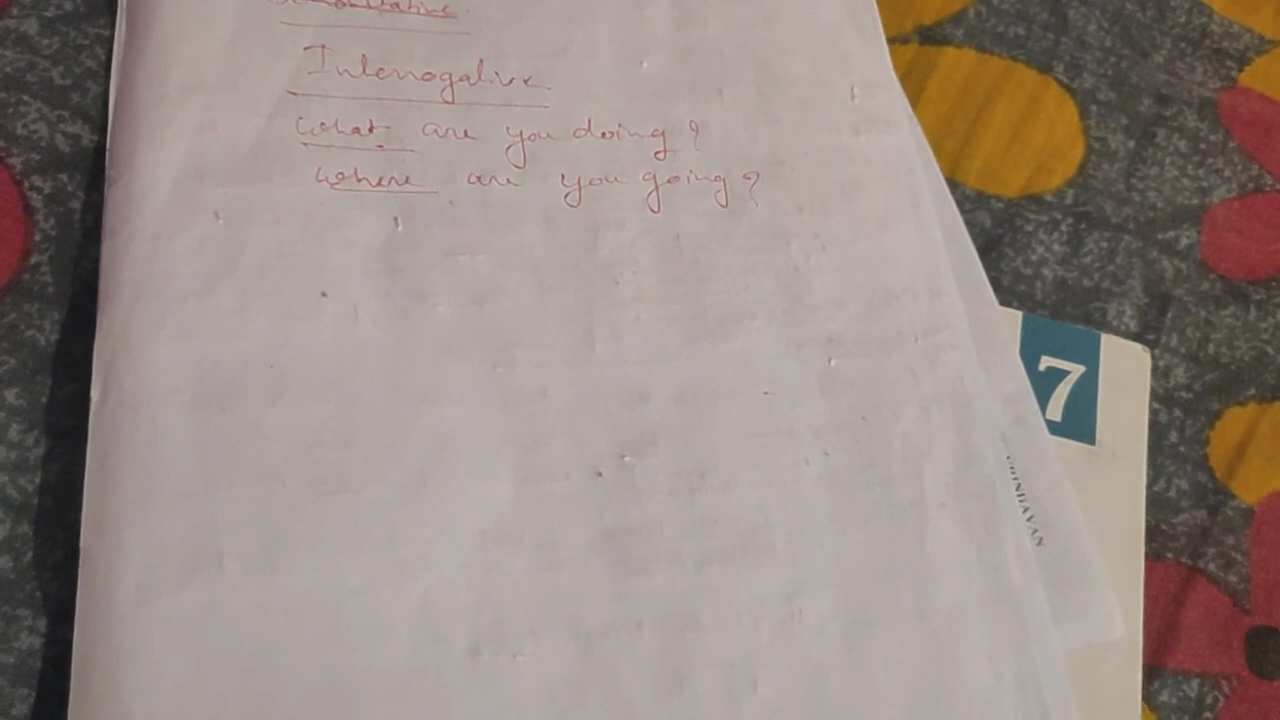 Interrogative.
What are you doing ?
Where are you going ?
7